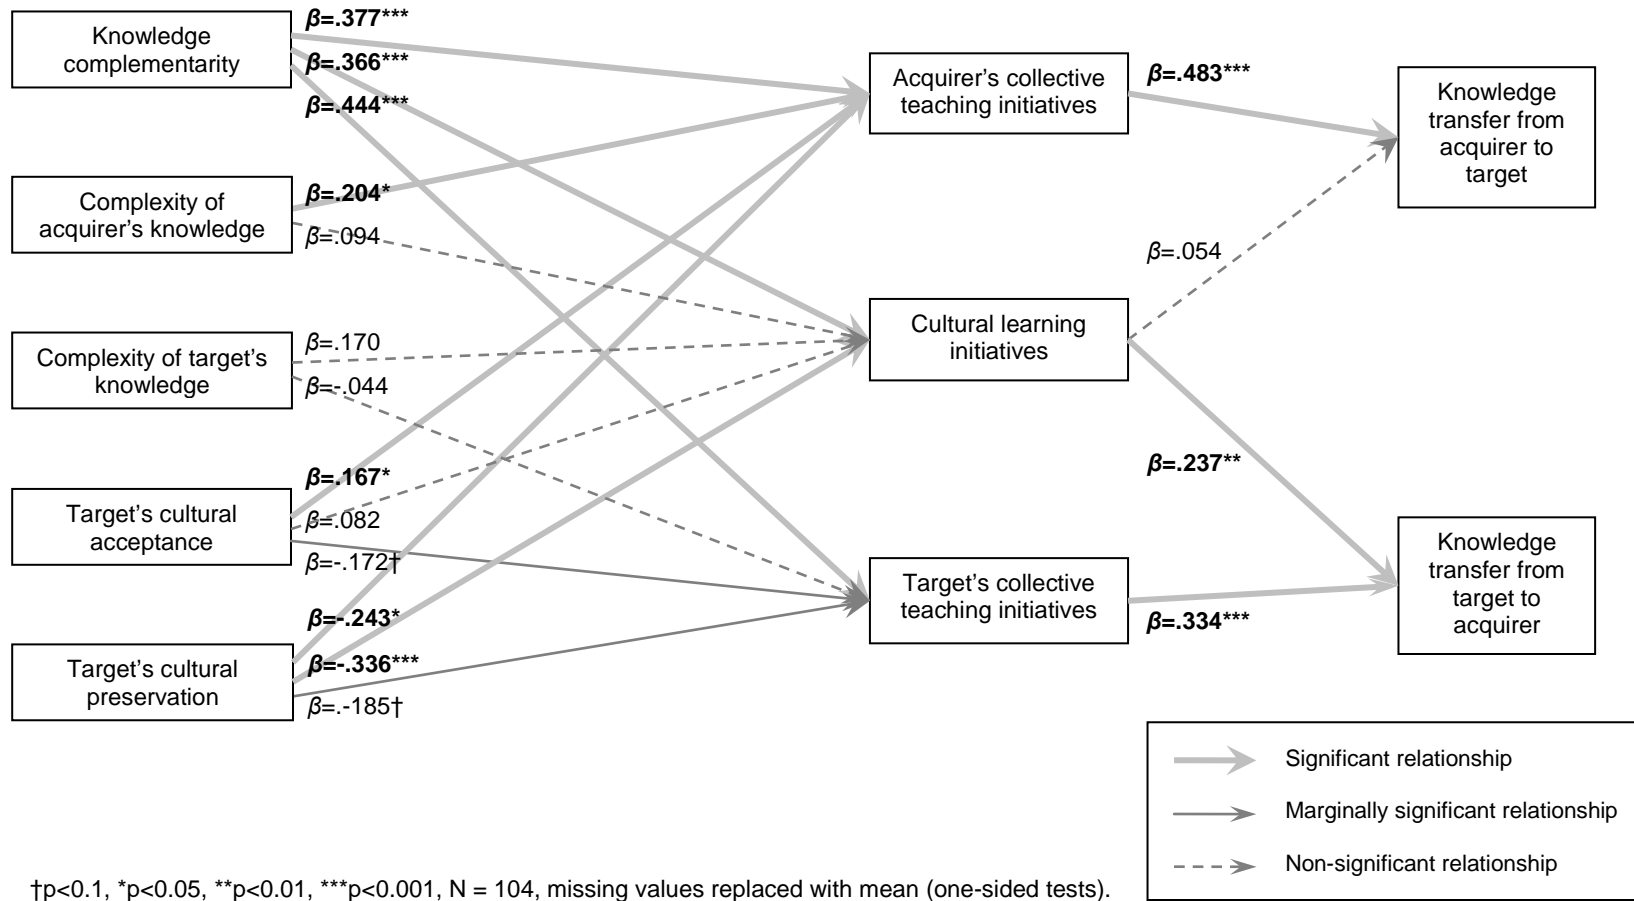 Knowledge
complementarity
β=.377***
β=.366***
β=.444***
Complexity of
acquirer’s knowledge
β=.204*
β=.094
Complexity of target’s
knowledge
β=.170
β=-.044
Target’s cultural
acceptance
β=.167*
β=.082
β=-.172†
Target’s cultural
preservation
β=-.243*
β=-.336***
β=.-185†
Acquirer’s collective
teaching initiatives
β=.483***
Cultural learning
initiatives
β=.054
β=.237**
Target’s collective
teaching initiatives
β=.334***
Knowledge
transfer from
acquirer to
target
Knowledge
transfer from
target to
acquirer
Significant relationship
Marginally significant relationship
Non-significant relationship
†p<0.1, *p<0.05, **p<0.01, ***p<0.001, N = 104, missing values replaced with mean (one-sided tests).